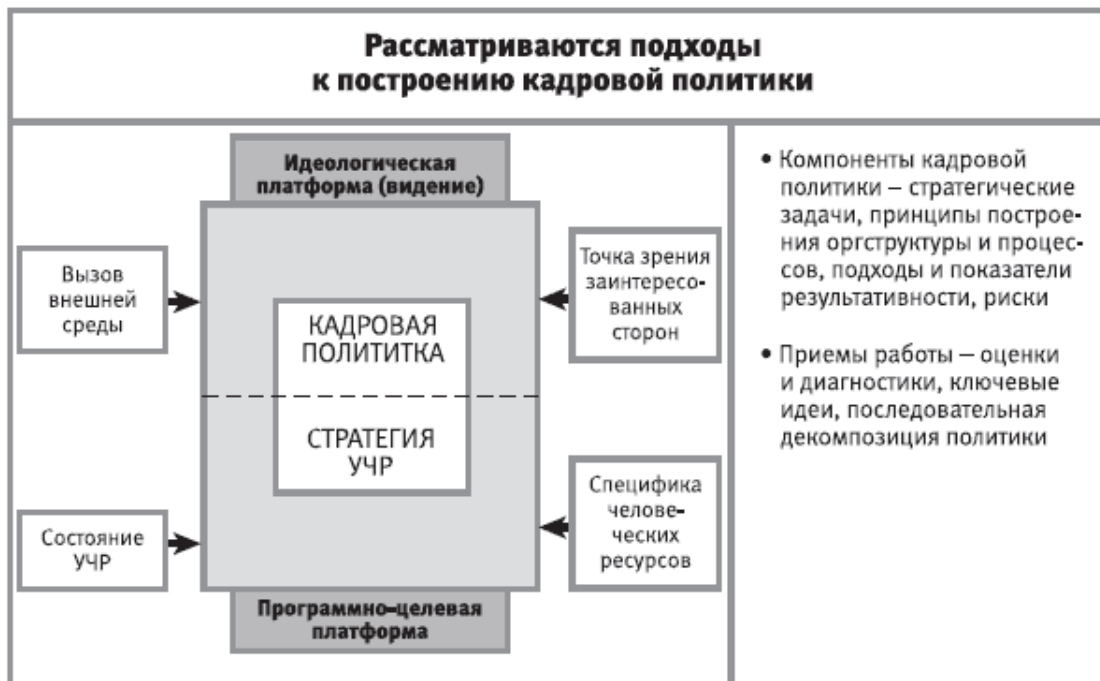 Рассматриваются подходы
к построению кадровой политики
Идеологическая
платформа (видение)
Вызов
внешней
среды
Точка зрения
заинтересо-
ванных
сторон
КАДРОВАЯ
ПОЛИТИТКА
СТРАТЕГИЯ
УЧР
Состояние
УЧР
Специфика
челове-
ческих
ресурсов
Программно-целевая
платформа
• Компоненты кадровой
политики – стратегические
задачи, принципы построе-
ния оргструктуры и процес-
сов, подходы и показатели
результативности, риски
• Приемы работы – оценки
и диагностики, ключевые
идеи, последовательная
декомпозиция политики